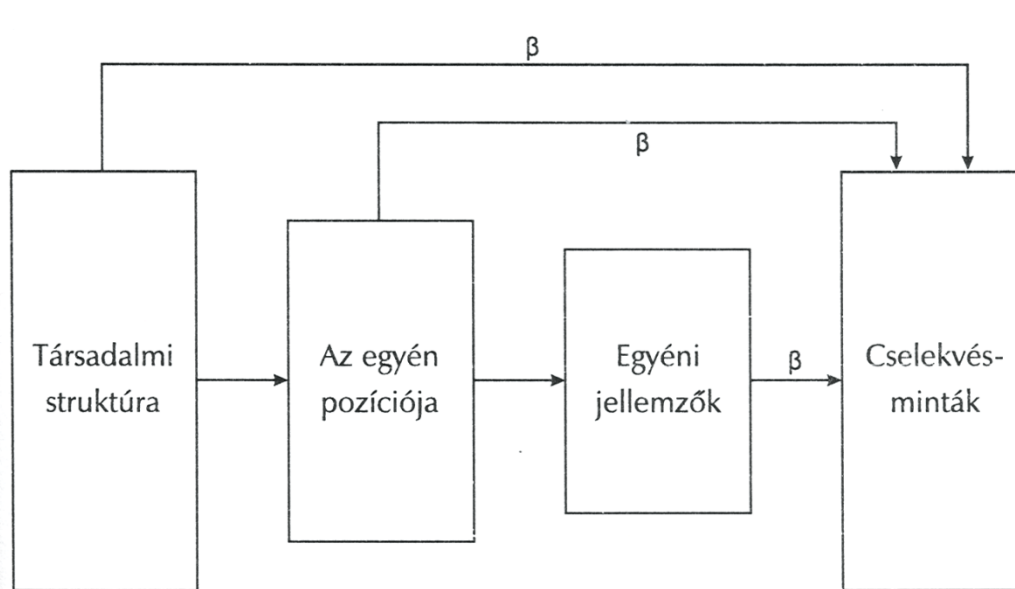 β
β
Társadalmi
struktúra
Az egyén
pozíciója
Egyéni
jellemzők
β
Cselekvés-
minták